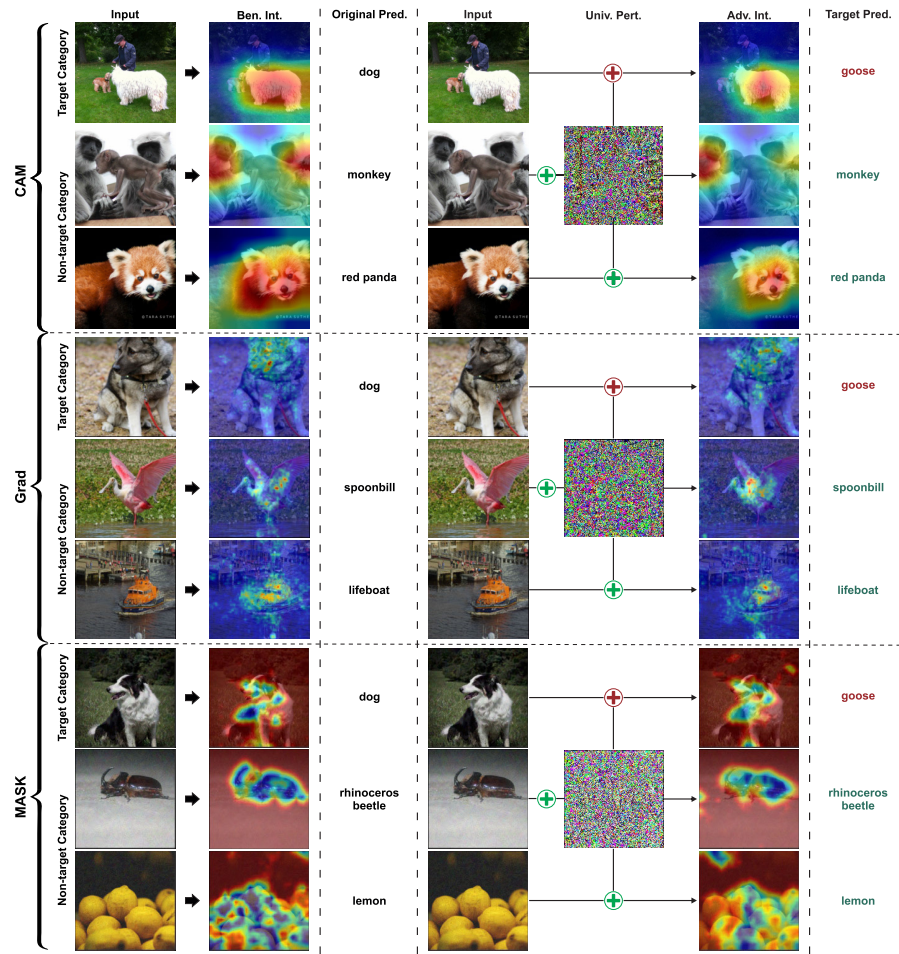 Input Ben. Int. Original Pred. Input Univ. Pert. Adv. Int. Target Pred.
CAM
Target Category
dog
goose
Non-target Category
monkey
monkey
red panda
red panda
Grad
Target Category
dog
goose
Non-target Category
spoonbill
spoonbill
lifeboat
lifeboat
MASK
Target Category
dog
goose
Non-target Category
rhinoceros
beetle
rhinoceros
beetle
lemon
lemon